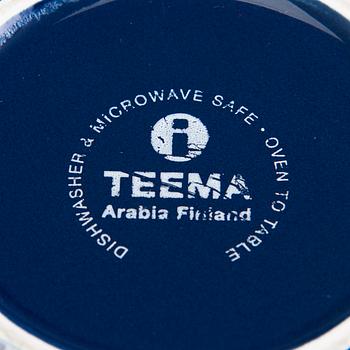 DISHWASHER & MiCROWAVE SAFE · OVEN TO TABLE
i
TEEMA
Arabia Finland